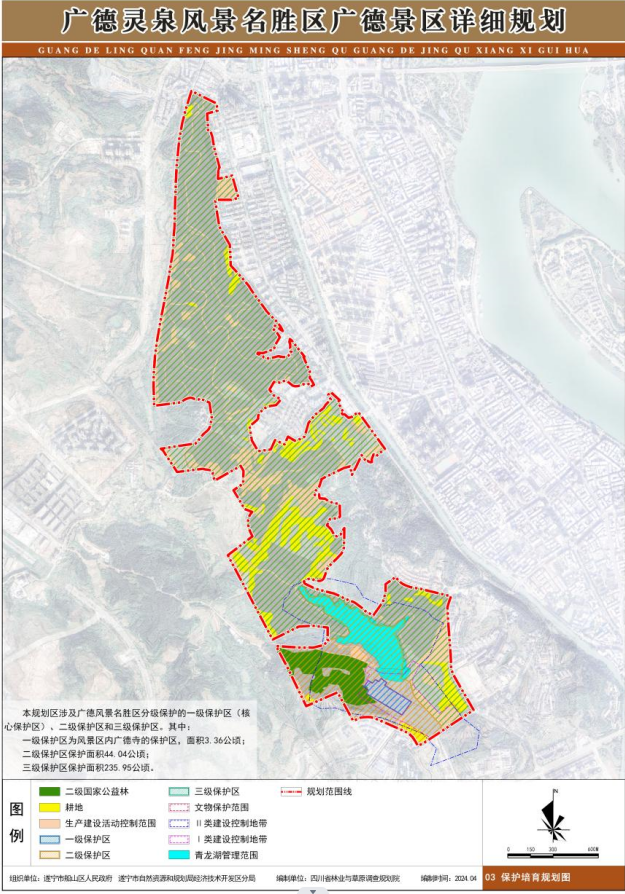 广德灵泉风景名胜区广德景区详细规划
GUANG DE LING QUAN FENG JING MING SHENG QU GUANG DE JING QU XIANG XI GUI HUA
本规划区涉及广德风景名胜区分级保护的一级保护区（核
心保护区）、二级保护区和三级保护区。其中：
一级保护区为风景区内广德寺的保护区，面积3.36公顷；
二级保护区保护面积44.04公顷；
三级保护区保护面积235.95公顷。
图例
二级国家公益林
耕地
生产建设活动控制范围
一级保护区
二级保护区
三级保护区
文物保护范围
II类建设控制地带
I类建设控制地带
青龙湖管理范围
规划范围线
N
0 150 300 600M
组织单位：遂宁市船山区人民政府 遂宁市自然资源和规划局经济技术开发区分局 编制单位：四川省林业与草原调查规划院 编制时间：2024.04
03 保护培育规划图